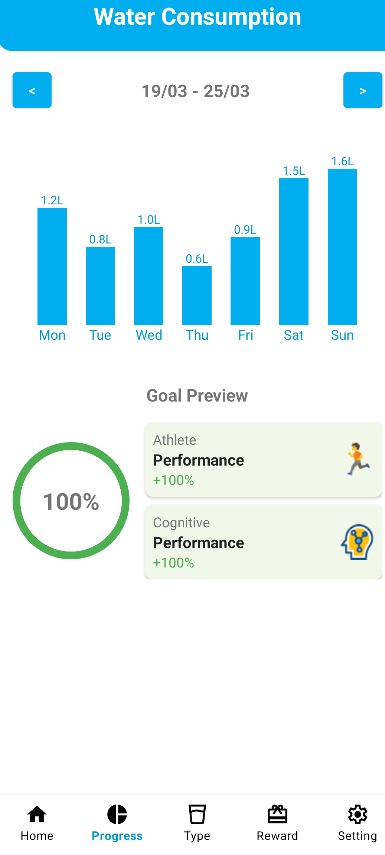 Water Consumption
<
19/03 - 25/03
>
1.2L
0.8L
1.0L
0.6L
0.9L
1.5L
1.6L
Mon
Tue
Wed
Thu
Fri
Sat
Sun
Goal Preview
100%
Athlete
Performance
+100%
Cognitive
Performance
+100%
Home
Progress
Type
Reward
Setting